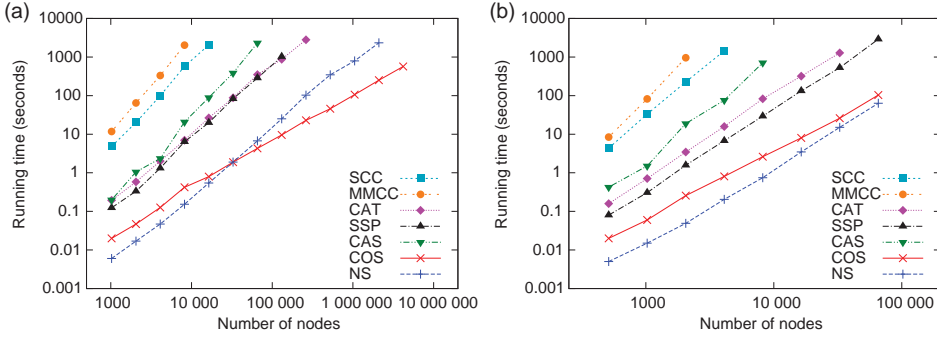 (a)
10000
1000
100
10
1
0.1
0.01
0.001
Running time (seconds)
SCC
MMCC
CAT
SSP
CAS
COS
NS
1000
10 000
100 000
1 000 000
10 000 000
Number of nodes
(b)
10000
1000
100
10
1
0.1
0.01
0.001
Running time (seconds)
SCC
MMCC
CAT
SSP
CAS
COS
NS
1000
10 000
100 000
Number of nodes